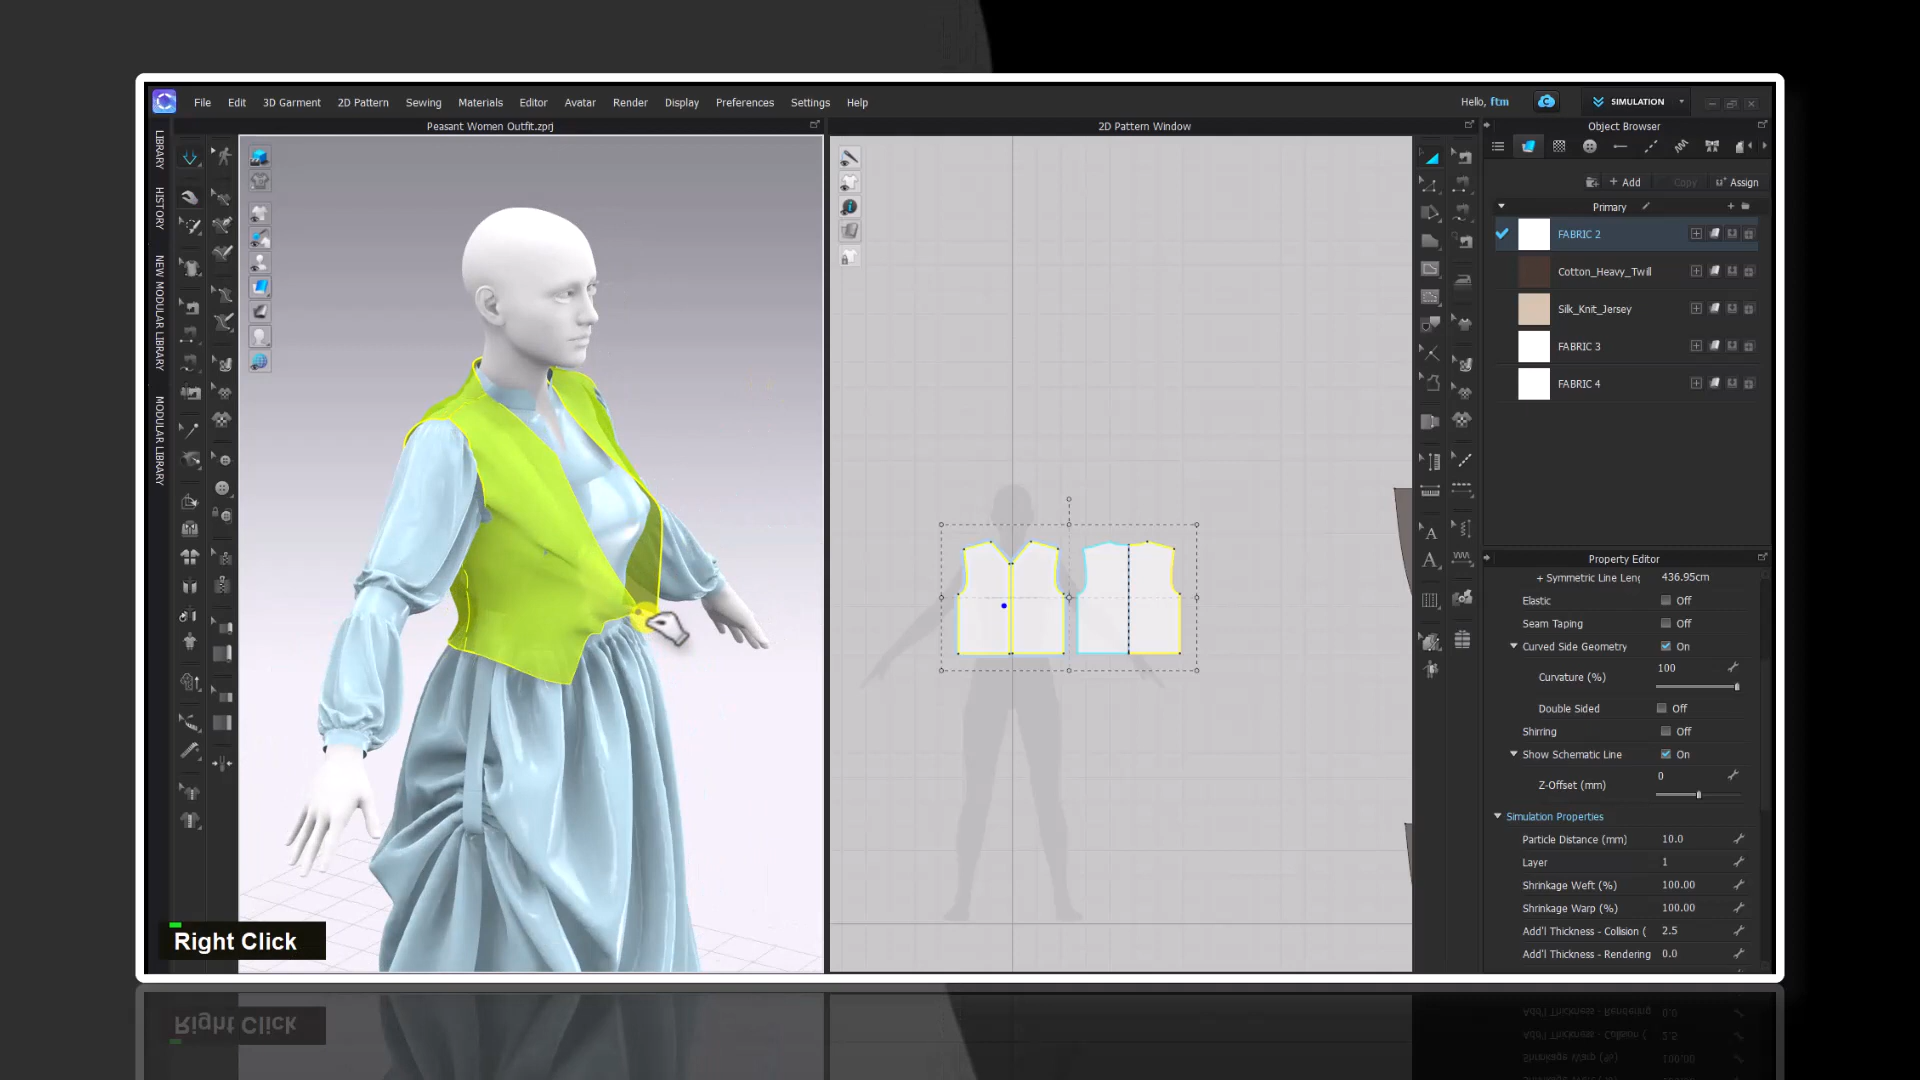 File Edit 3D Garment 2D Pattern Sewing Materials Editor Avatar Render Display Preferences Settings Help
Hello, ftm
SIMULATION
Peasant Women Outfit.zprj
2D Pattern Window
Object Browser
LIBRARY
HISTORY
NEW MODULAR LIBRARY
MODULAR LIBRARY
+ Add
Copy
Assign
Primary
FABRIC 2
Cotton_Heavy_Twill
Silk_Knit_Jersey
FABRIC 3
FABRIC 4
Property Editor
+ Symmetric Line Leng 436.95cm
Elastic Off
Seam Taping Off
Curved Side Geometry On
100
Curvature (%)
Double Sided Off
Shirring Off
Show Schematic Line On
0
Z-Offset (mm)
Simulation Properties
Particle Distance (mm) 10.0
Layer 1
Shrinkage Weft (%) 100.00
Shrinkage Warp (%) 100.00
Add'l Thickness - Collision ( 2.5
Add'l Thickness - Rendering 0.0
Right Click